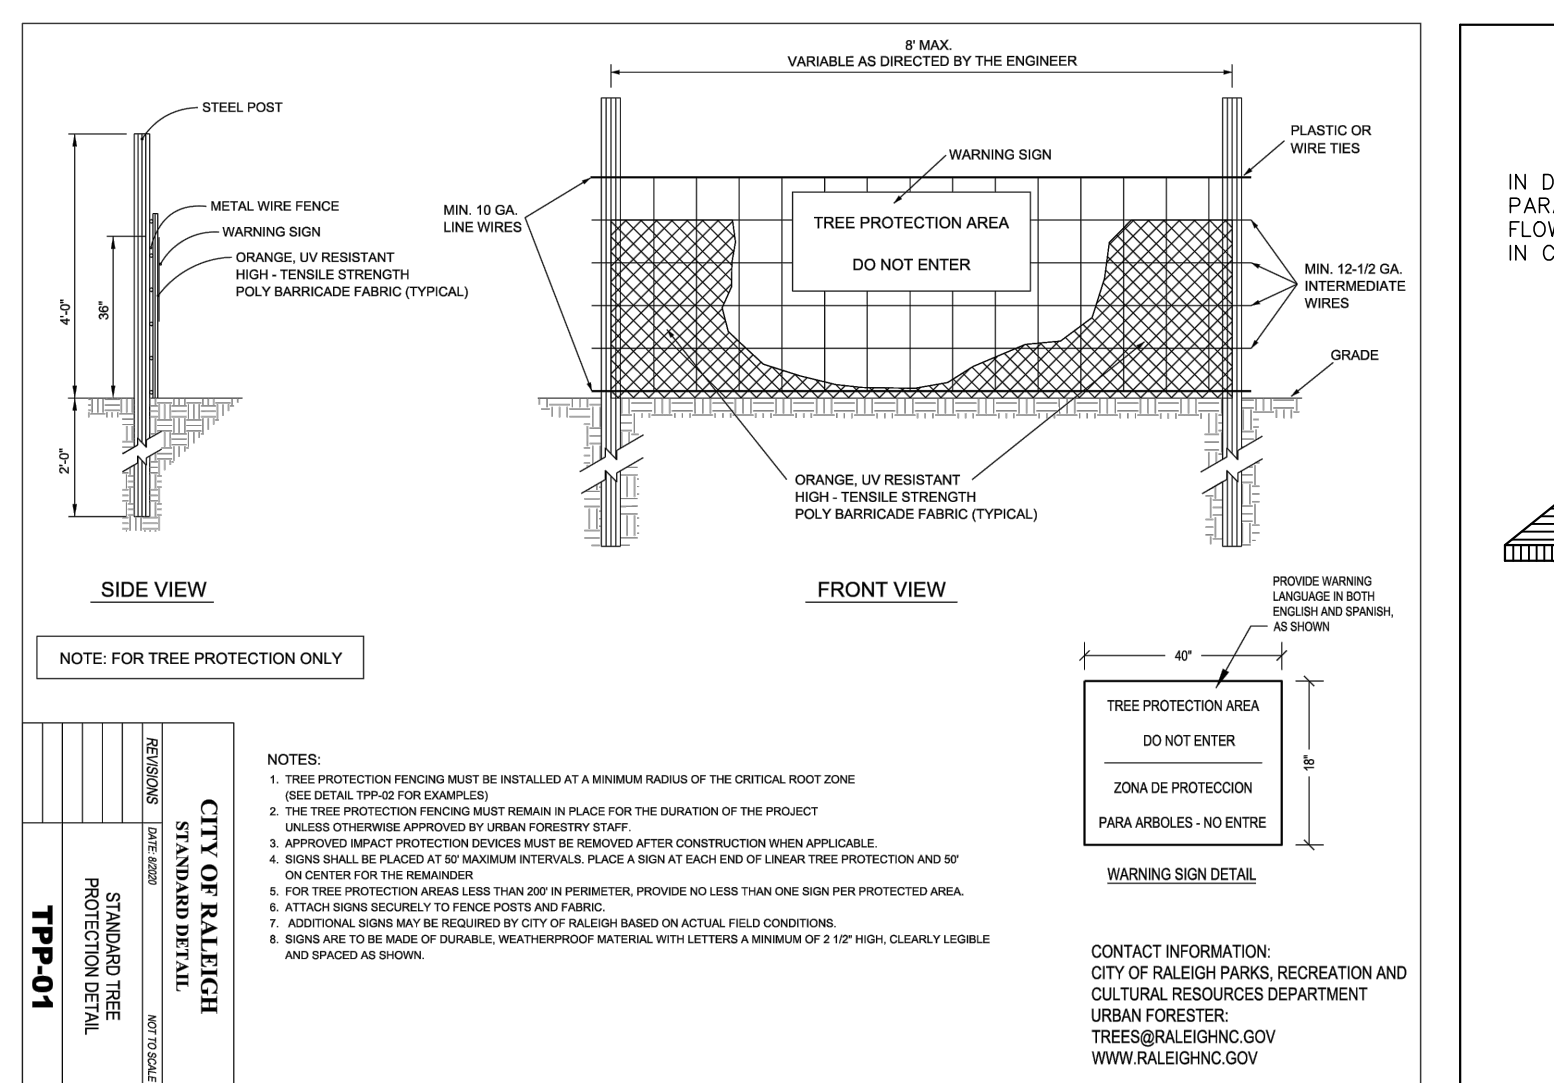 8' MAX.
VARIABLE AS DIRECTED BY THE ENGINEER
STEEL POST
METAL WIRE FENCE
WARNING SIGN
ORANGE, UV RESISTANT
HIGH - TENSILE STRENGTH
POLY BARRICADE FABRIC (TYPICAL)
4'-0"
36"
2'-0"
SIDE VIEW
MIN. 10 GA.
LINE WIRES
WARNING SIGN
TREE PROTECTION AREA
DO NOT ENTER
PLASTIC OR
WIRE TIES
MIN. 12-1/2 GA.
INTERMEDIATE
WIRES
GRADE
ORANGE, UV RESISTANT
HIGH - TENSILE STRENGTH
POLY BARRICADE FABRIC (TYPICAL)
FRONT VIEW
NOTE: FOR TREE PROTECTION ONLY
PROVIDE WARNING
LANGUAGE IN BOTH
ENGLISH AND SPANISH,
AS SHOWN
40"
18"
TREE PROTECTION AREA
DO NOT ENTER
ZONA DE PROTECCION
PARA ARBOLES - NO ENTRE
WARNING SIGN DETAIL
NOTES:
1. TREE PROTECTION FENCING MUST BE INSTALLED AT A MINIMUM RADIUS OF THE CRITICAL ROOT ZONE
(SEE DETAIL TPP-02 FOR EXAMPLES)
2. THE TREE PROTECTION FENCING MUST REMAIN IN PLACE FOR THE DURATION OF THE PROJECT
UNLESS OTHERWISE APPROVED BY URBAN FORESTRY STAFF.
3. APPROVED IMPACT PROTECTION DEVICES MUST BE REMOVED AFTER CONSTRUCTION WHEN APPLICABLE.
4. SIGNS SHALL BE PLACED AT 50' MAXIMUM INTERVALS. PLACE A SIGN AT EACH END OF LINEAR TREE PROTECTION AND 50'
ON CENTER FOR THE REMAINDER
5. FOR TREE PROTECTION AREAS LESS THAN 200' IN PERIMETER, PROVIDE NO LESS THAN ONE SIGN PER PROTECTED AREA.
6. ATTACH SIGNS SECURELY TO FENCE POSTS AND FABRIC.
7. ADDITIONAL SIGNS MAY BE REQUIRED BY CITY OF RALEIGH BASED ON ACTUAL FIELD CONDITIONS.
8. SIGNS ARE TO BE MADE OF DURABLE, WEATHERPROOF MATERIAL WITH LETTERS A MINIMUM OF 2 1/2" HIGH, CLEARLY LEGIBLE
AND SPACED AS SHOWN.
CITY OF RALEIGH
STANDARD DETAIL
REVISIONS
DATE: 8/2020
NOT TO SCALE
STANDARD TREE
PROTECTION DETAIL
TPP-01
CONTACT INFORMATION:
CITY OF RALEIGH PARKS, RECREATION AND
CULTURAL RESOURCES DEPARTMENT
URBAN FORESTER:
TREES@RALEIGHNC.GOV
WWW.RALEIGHNC.GOV
IN D
PAR
FLOW
IN C